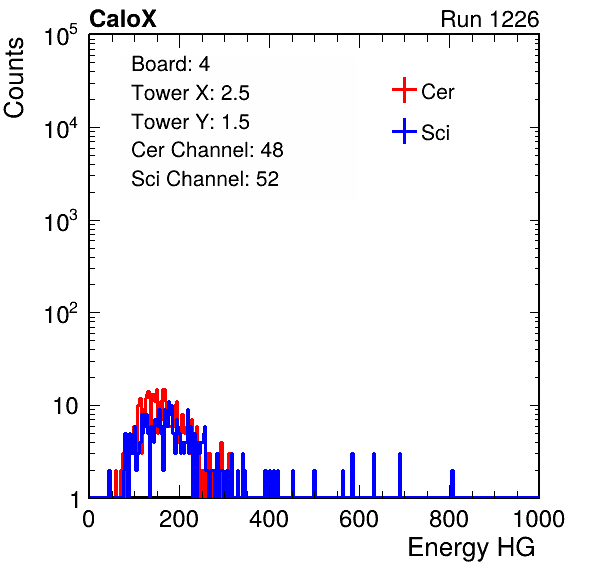 CaloX Run 1226
Counts
10^5
10^4
10^3
10^2
10
1
Board: 4
Tower X: 2.5
Tower Y: 1.5
Cer Channel: 48
Sci Channel: 52
Cer
Sci
0 200 400 600 800 1000
Energy HG